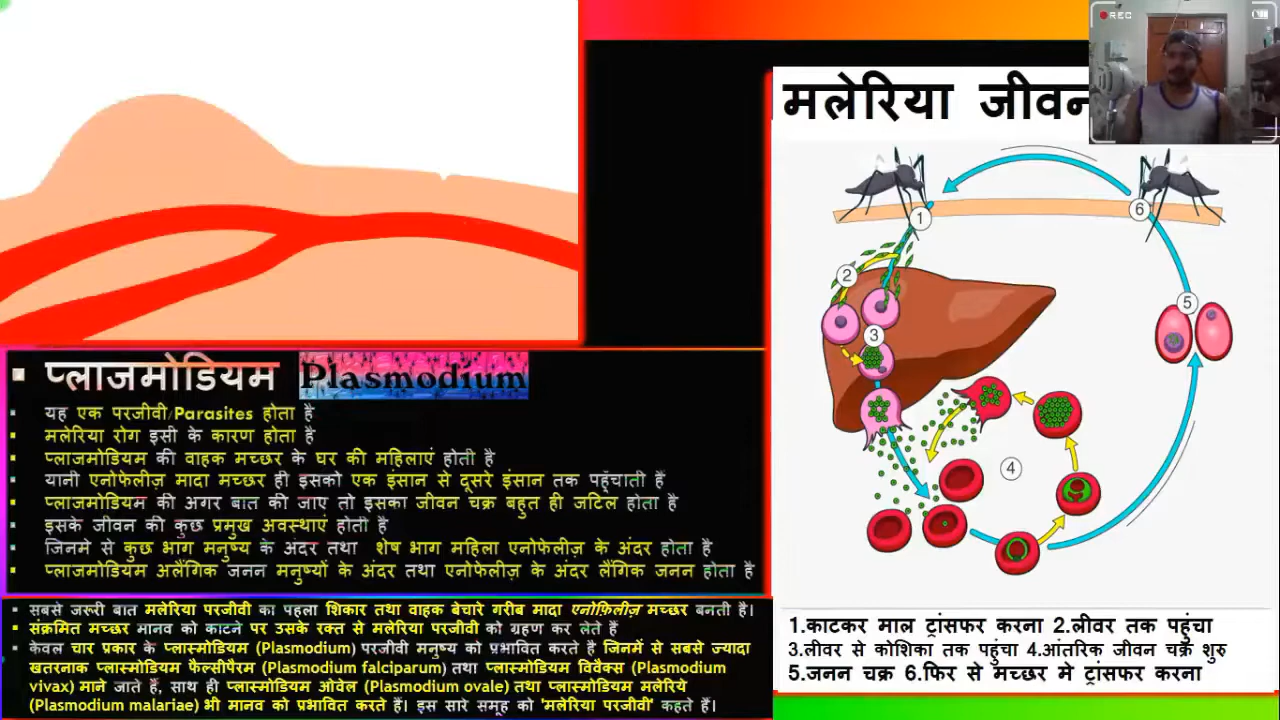 REC
मलेरिया जीवन
1
6
2
5
3
4
प्लाजमोडियम Plasmodium
यह एक परजीवी/Parasites होता है
मलेरिया रोग इसी के कारण होता है
प्लाजमोडियम की वाहक मच्छर के घर की महिलाएं होती है
यानी एनोफेलीज़ मादा मच्छर ही इसको एक इंसान से दूसरे इंसान तक पहुँचाती हैं
प्लाजमोडियम की अगर बात की जाए तो इसका जीवन चक्र बहुत ही जटिल होता है
इसके जीवन की कुछ प्रमुख अवस्थाएं होती है
जिनमे से कुछ भाग मनुष्य के अंदर तथा शेष भाग महिला एनोफेलीज़ के अंदर होता है
प्लाजमोडियम अलैंगिक जनन मनुष्यों के अंदर तथा एनोफेलीज़ के अंदर लैंगिक जनन होता है
सबसे जरूरी बात मलेरिया परजीवी का पहला शिकार तथा वाहक बेचारे गरीब मादा एनोफ़िलीज़ मच्छर बनती है।
संक्रमित मच्छर मानव को काटने पर उसके रक्त से मलेरिया परजीवी को ग्रहण कर लेते हैं
केवल चार प्रकार के प्लास्मोडियम (Plasmodium) परजीवी मनुष्य को प्रभावित करते है जिनमें से सबसे ज्यादा
खतरनाक प्लास्मोडियम फैल्सीपैरम (Plasmodium falciparum) तथा प्लास्मोडियम विवैक्स (Plasmodium
vivax) माने जाते हैं, साथ ही प्लास्मोडियम ओवेल (Plasmodium ovale) तथा प्लास्मोडियम मलेरिये
(Plasmodium malariae) भी मानव को प्रभावित करते हैं। इस सारे समूह को 'मलेरिया परजीवी' कहते हैं।
1.काटकर माल ट्रांसफर करना 2.लीवर तक पहुंचा
3.लीवर से कोशिका तक पहुंचा 4.आंतरिक जीवन चक्र शुरु
5.जनन चक्र 6.फिर से मच्छर मे ट्रांसफर करना